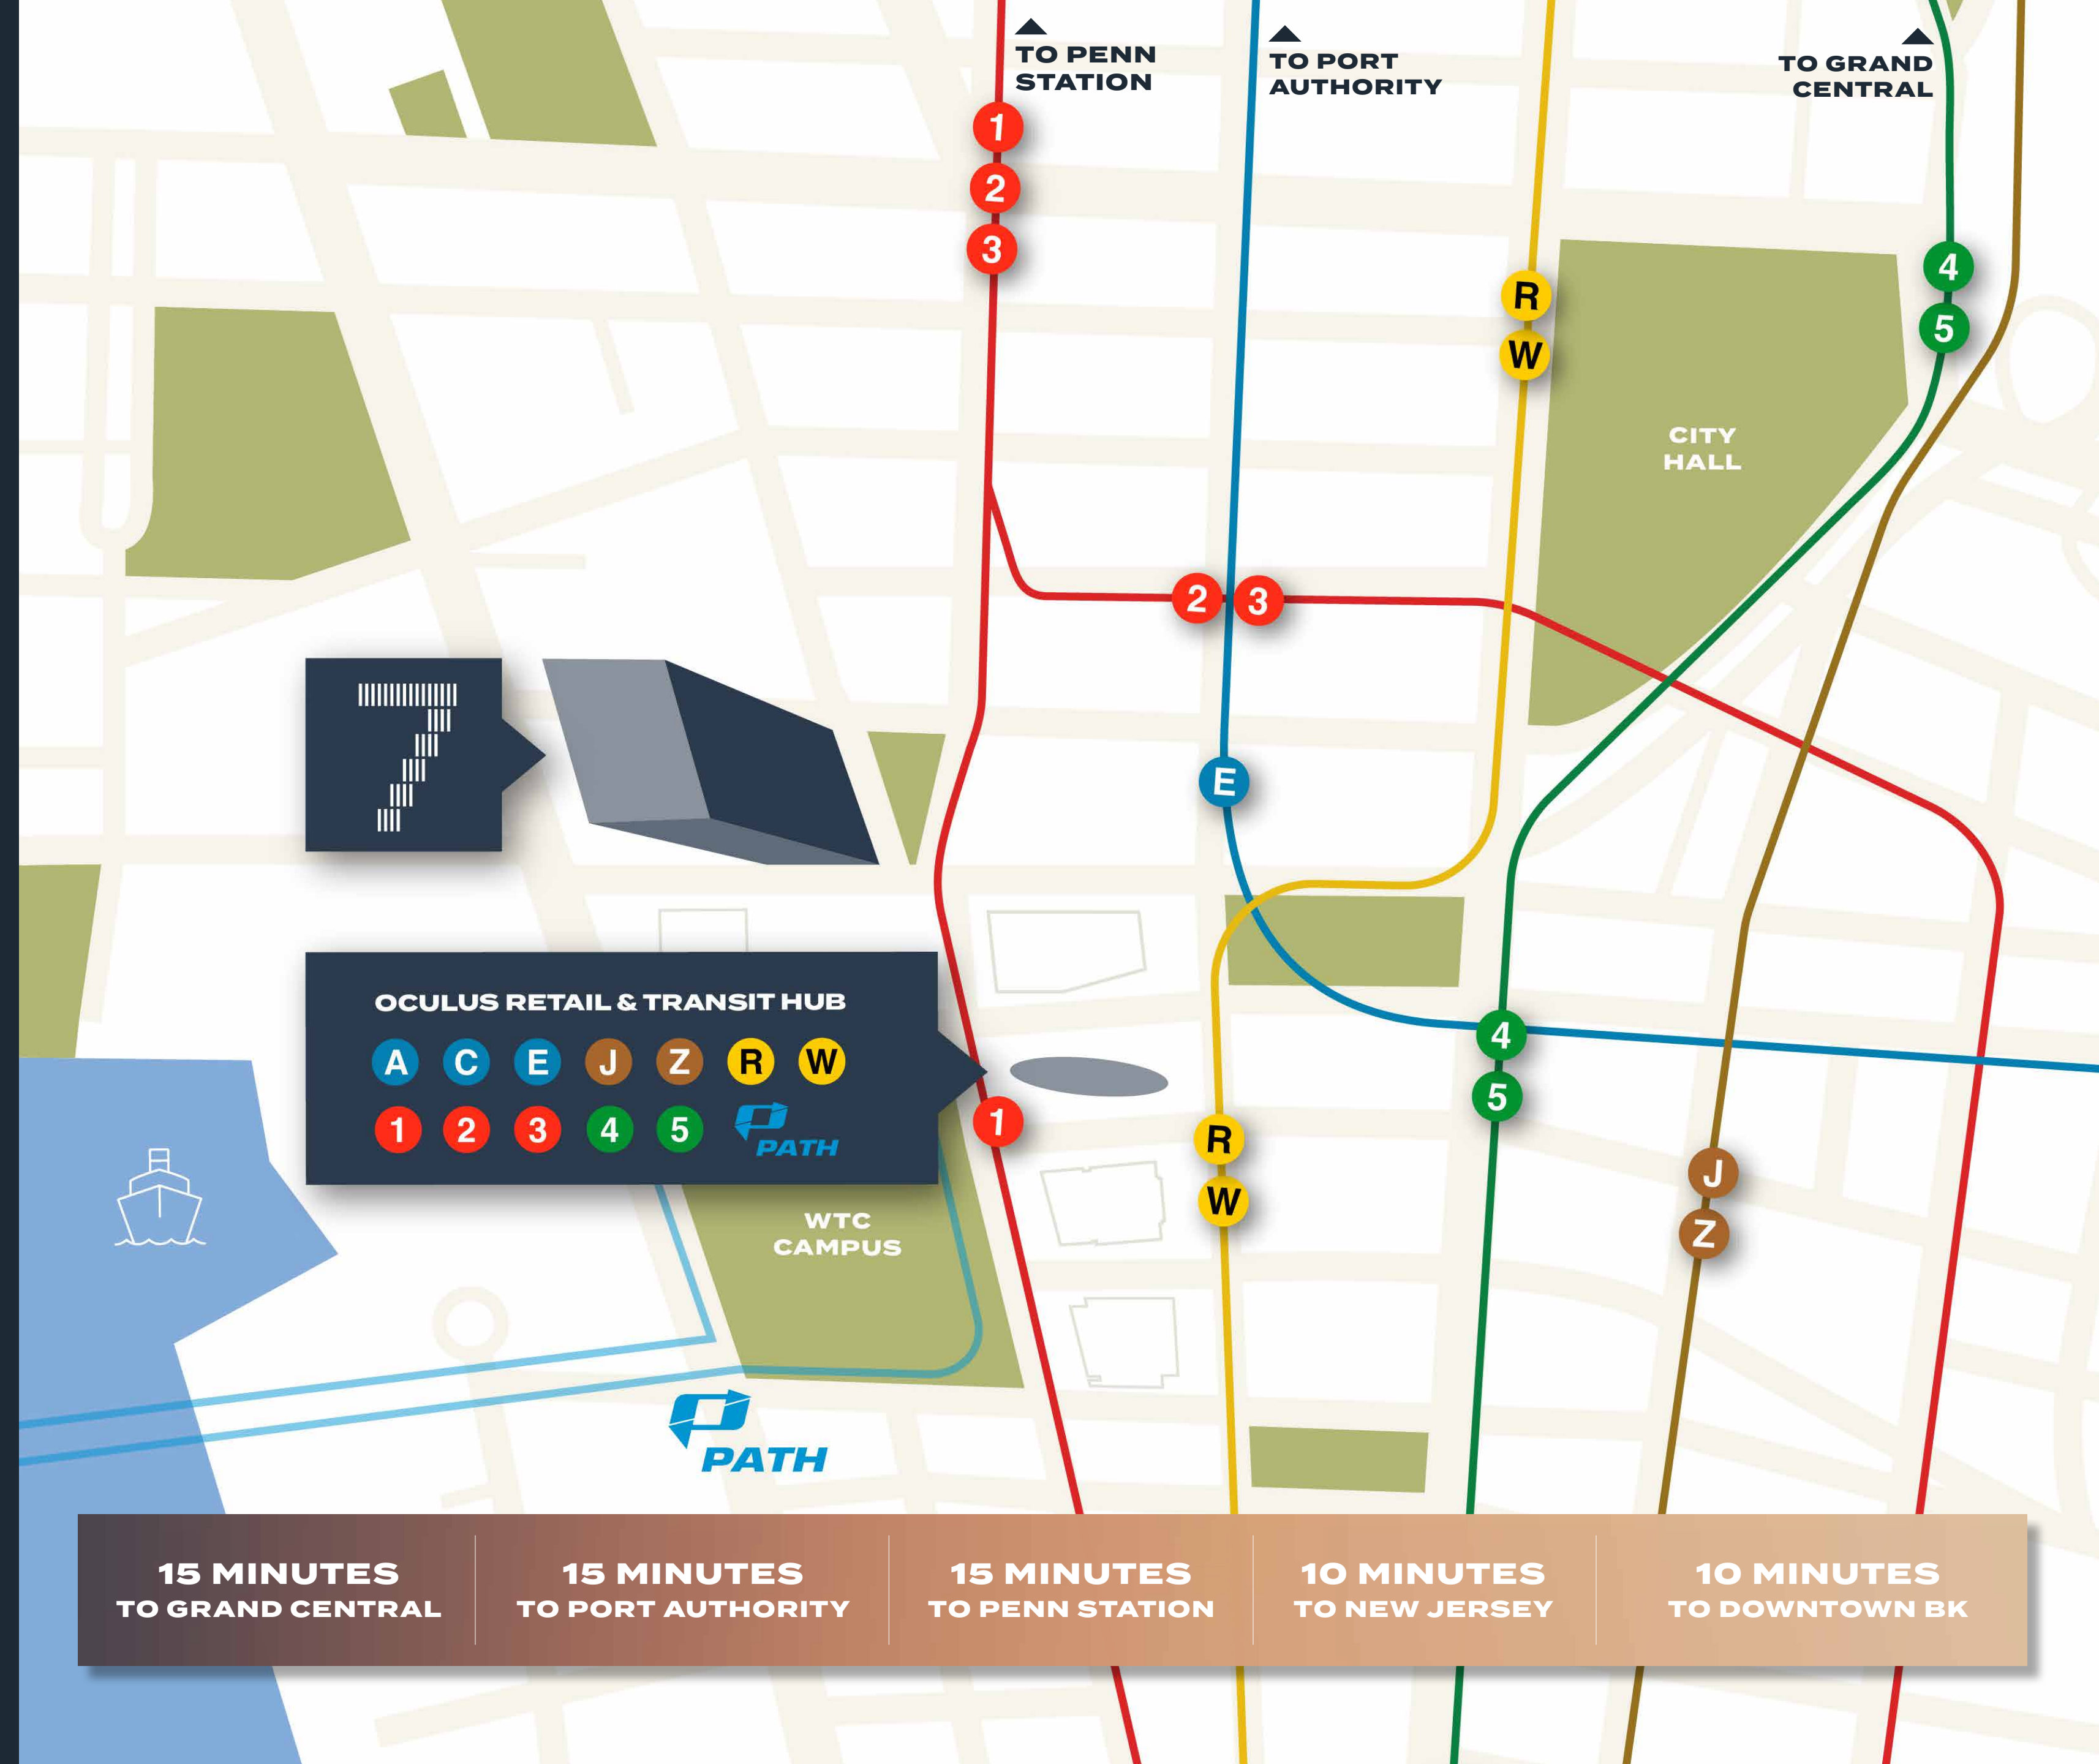 TO PENN
STATION
TO PORT
AUTHORITY
TO GRAND
CENTRAL
1
2
3
4
5
R
W
CITY
HALL
2 3
7
E
OCULUS RETAIL & TRANSIT HUB
A C E J Z R W
1 2 3 4 5 PATH
4
5
1
R
W
J
Z
WTC
CAMPUS
PATH
15 MINUTES
TO GRAND CENTRAL
15 MINUTES
TO PORT AUTHORITY
15 MINUTES
TO PENN STATION
10 MINUTES
TO NEW JERSEY
10 MINUTES
TO DOWNTOWN BK